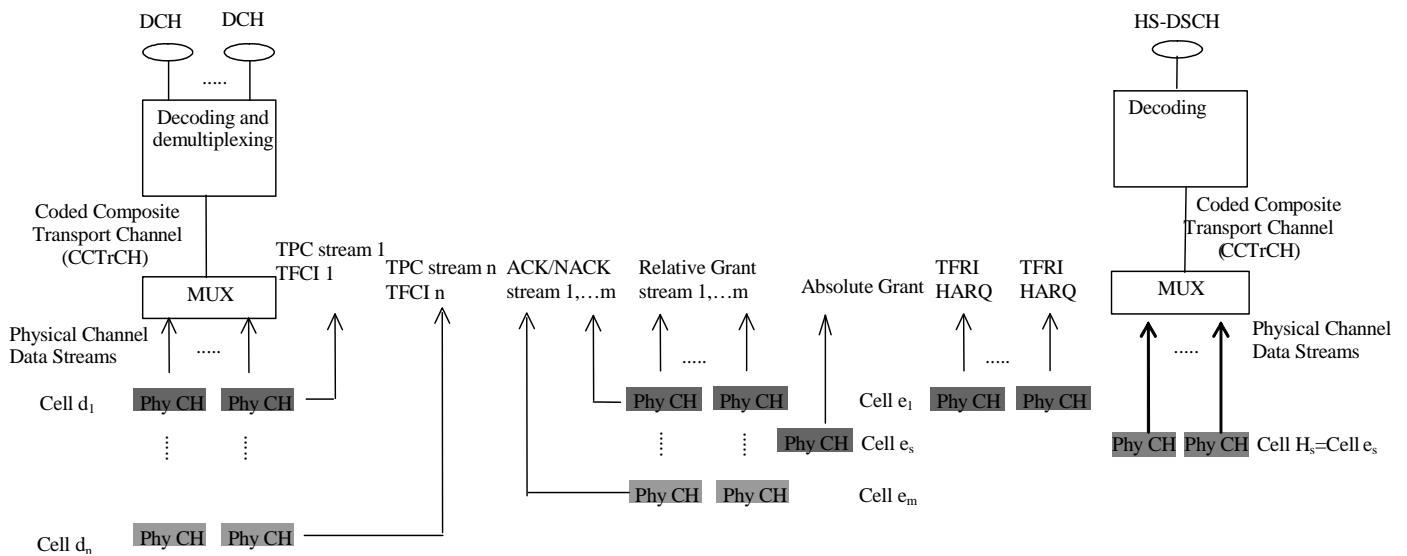 DCH
DCH
.....
Decoding and
demultiplexing
Coded Composite
Transport Channel
(CCTrCH)
MUX
Physical Channel
Data Streams
.....
TPC stream 1
TFCI 1
TPC stream n
TFCI n
ACK/NACK
stream 1,…m
Relative Grant
stream 1,…m
.....
Absolute Grant
TFRI
HARQ
TFRI
HARQ
.....
HS-DSCH
Decoding
Coded Composite
Transport Channel
(CCTrCH)
MUX
.....
Physical Channel
Data Streams
Cell d1
Phy CH
Phy CH
Phy CH
Phy CH
Cell e1
Phy CH
Phy CH
Phy CH
Cell es
Phy CH
Phy CH
Cell Hs=Cell es
Phy CH
Phy CH
Cell em
Cell dn
Phy CH
Phy CH